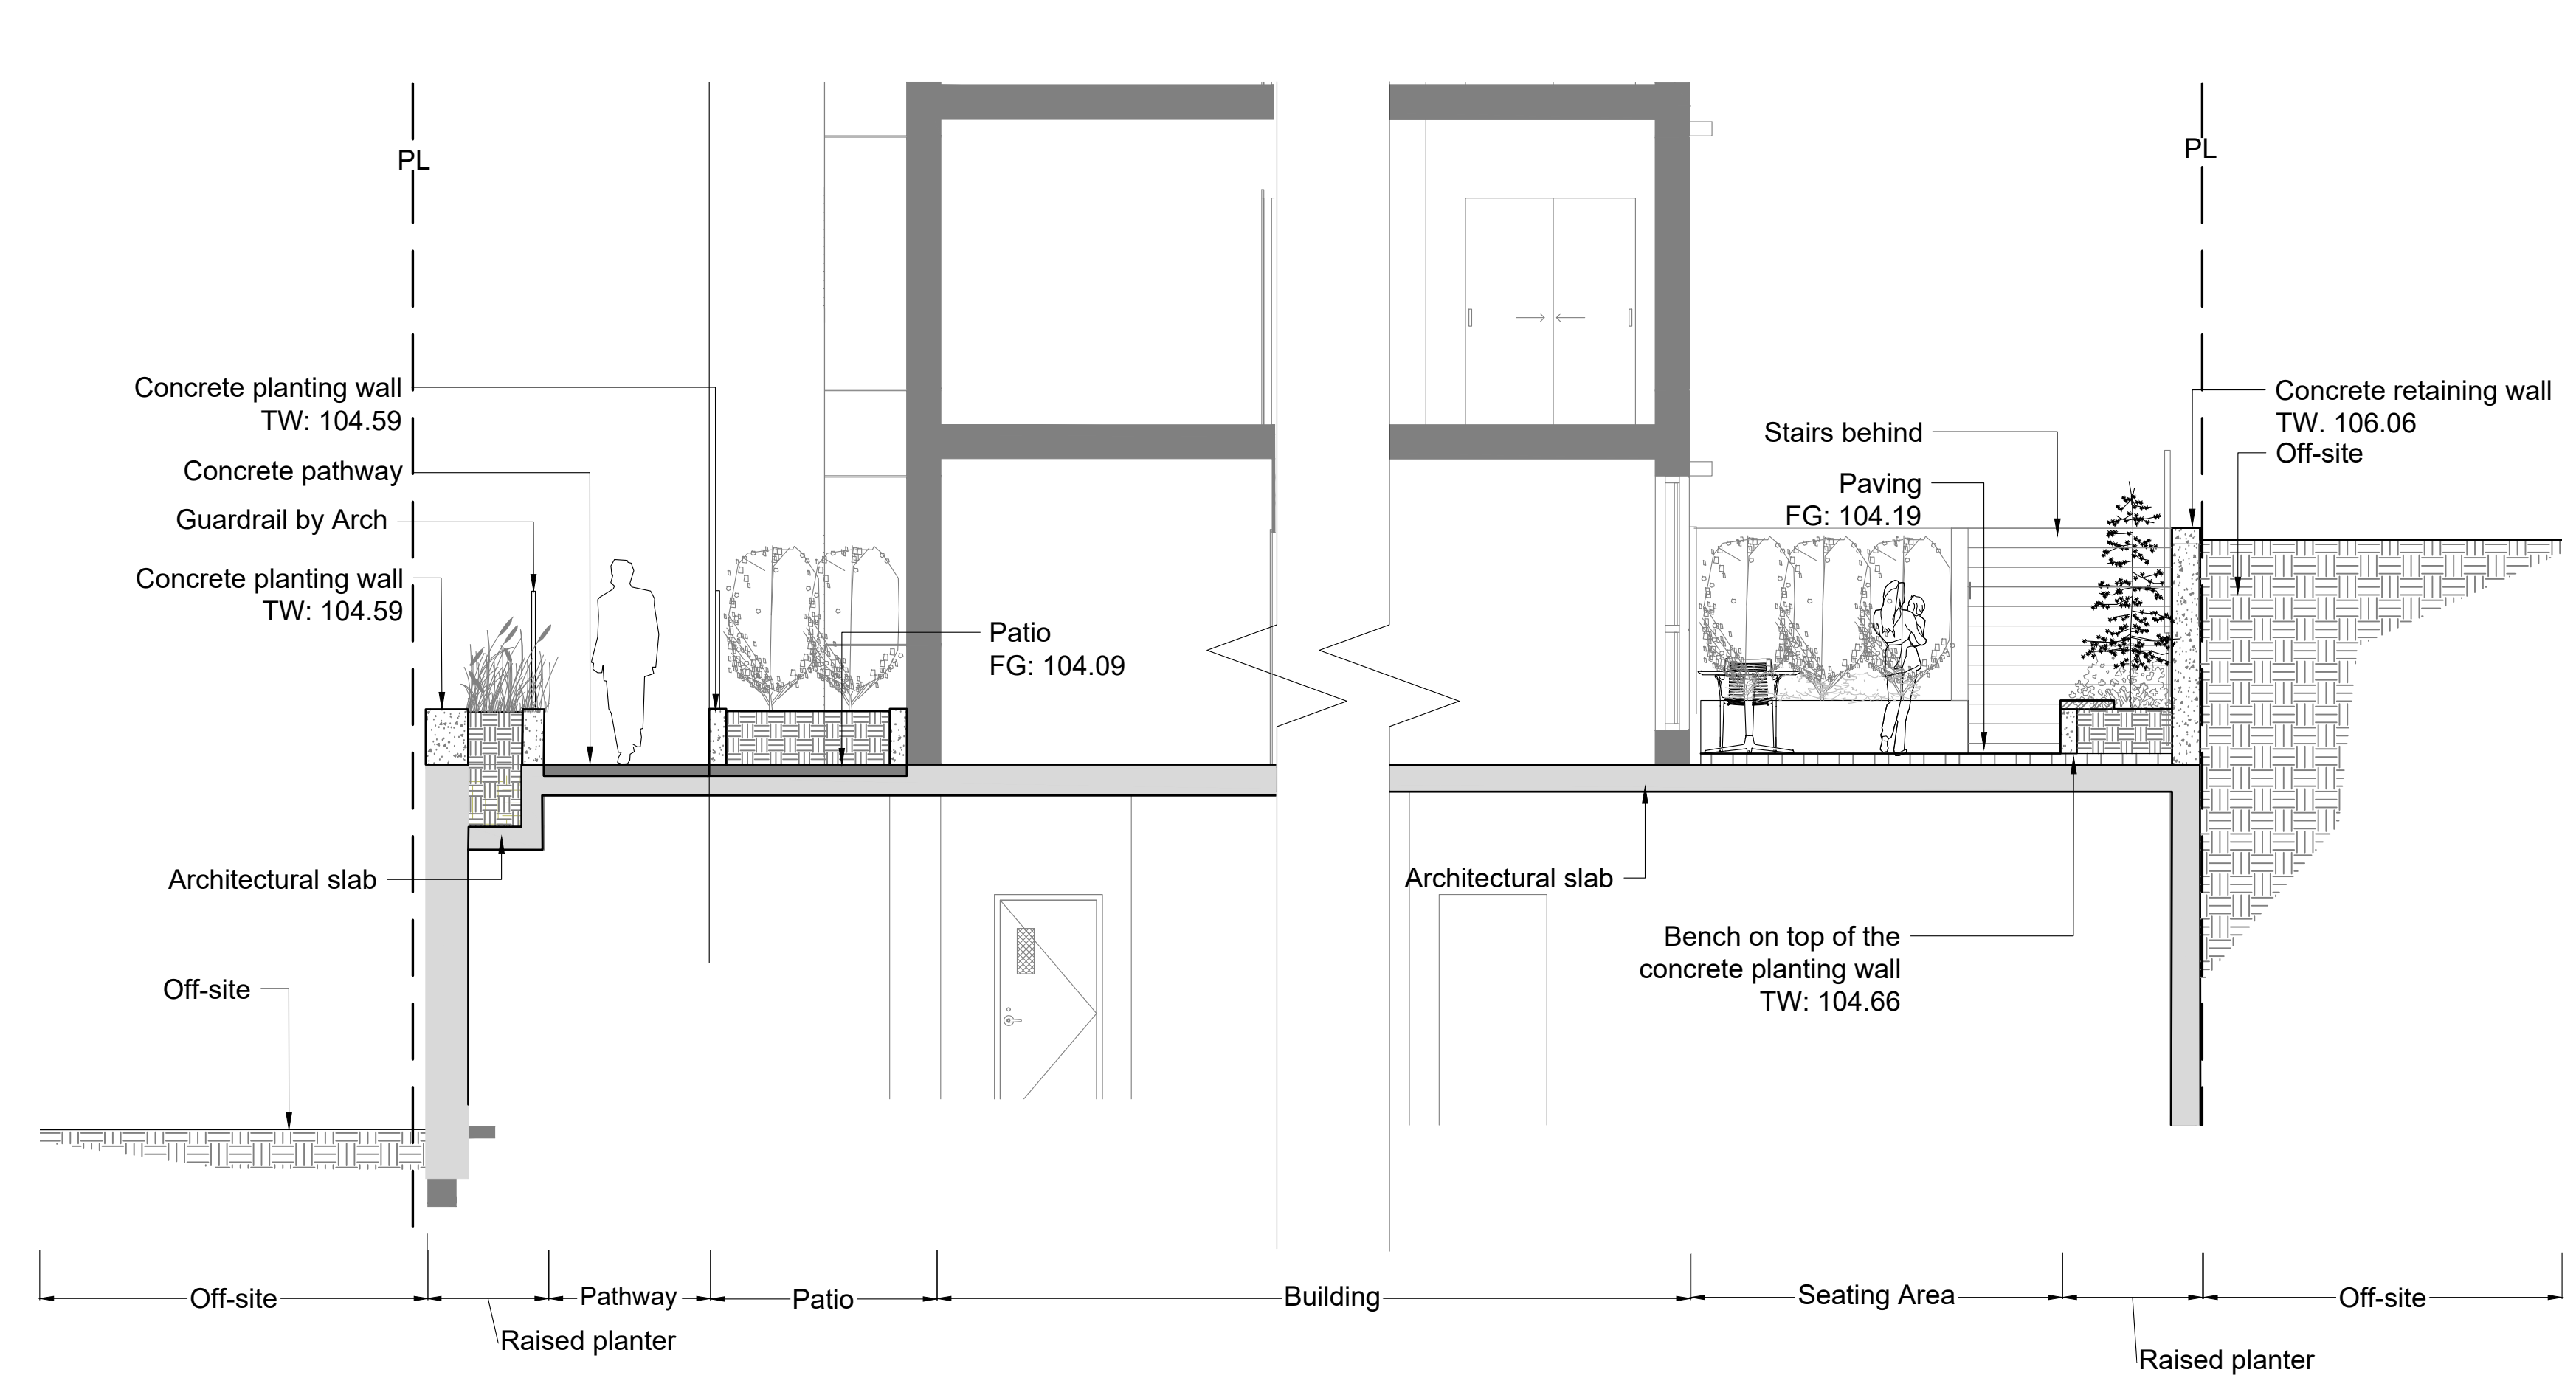 PL
PL
Concrete planting wall
TW: 104.59
Concrete pathway
Guardrail by Arch
Concrete planting wall
TW: 104.59
Patio
FG: 104.09
Architectural slab
Off-site
Stairs behind
Paving
FG: 104.19
Concrete retaining wall
TW. 106.06
Off-site
Architectural slab
Bench on top of the
concrete planting wall
TW: 104.66
Off-site
Raised planter
Pathway
Patio
Building
Seating Area
Raised planter
Off-site